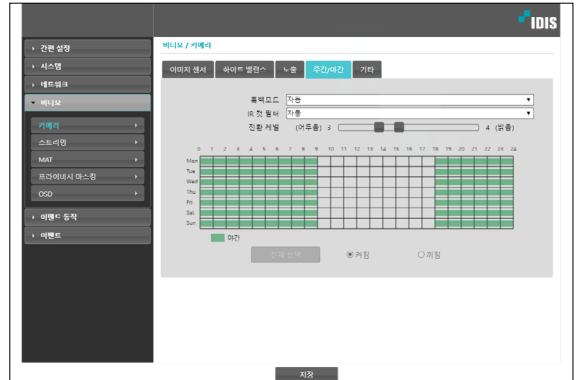 IDIS
비디오 / 카메라
간편 설정
시스템
네트워크
비디오
카메라
스트리밍
MAT
프라이버시 마스킹
OSD
이벤트 동작
이벤트
이미지 센서 화이트 밸런스 노출 주간/야간 기타
흑백모드 자동
IR 컷 필터 자동
전환 레벨 (어두움) 3 4 (밝음)
0 1 2 3 4 5 6 7 8 9 10 11 12 13 14 15 16 17 18 19 20 21 22 23 24
Mon
Tue
Wed
Thu
Fri
Sat
Sun
야간
전체 선택 켜짐 꺼짐
저장